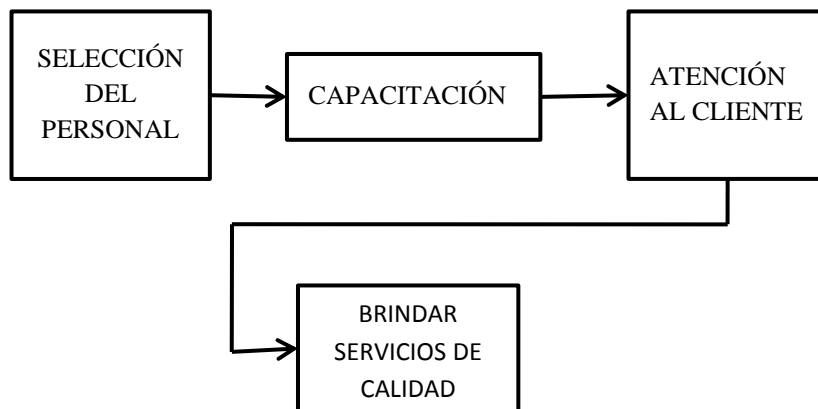 SELECCIÓN
DEL
PERSONAL
CAPACITACIÓN
ATENCIÓN
AL CLIENTE
BRINDAR
SERVICIOS DE
CALIDAD